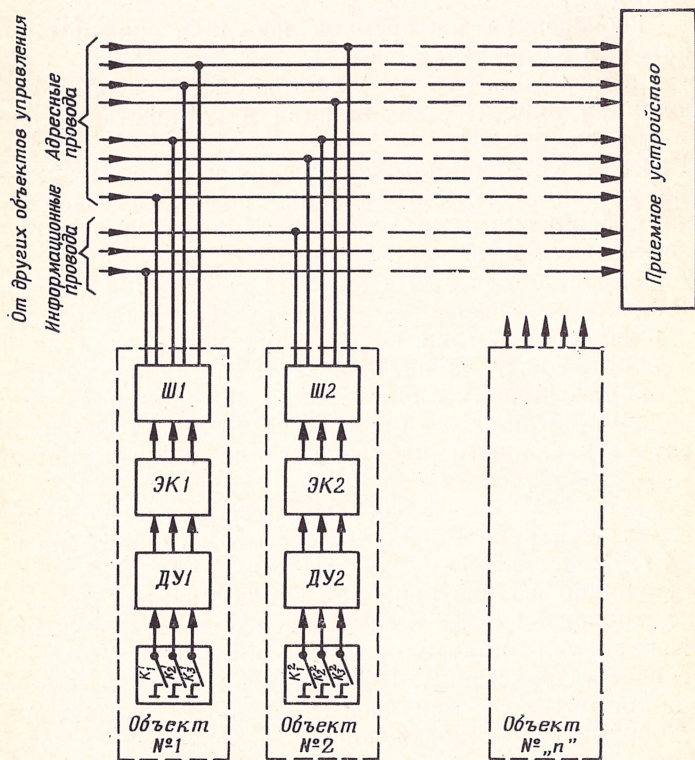 От других объектов управления
Адресные
провода
Информационные
провода
Приемное устройство
Ш1
Ш2
ЭК1
ЭК2
ДУ1
ДУ2
Объект
№1
Объект
№2
Объект
№„п"